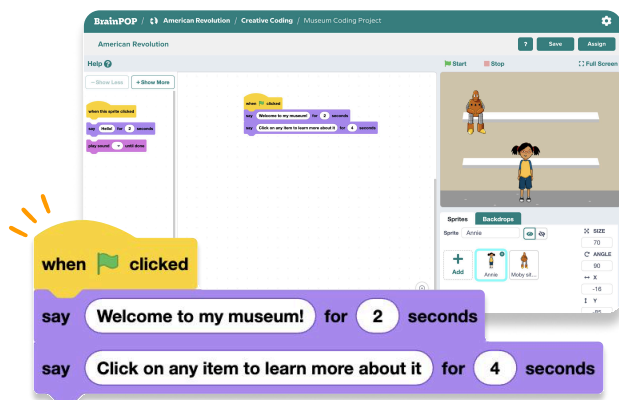 BrainPOP / American Revolution / Creative Coding / Museum Coding Project
American Revolution
? Save Assign
Help ?
Start Stop Full Screen
− Show Less + Show More
when this sprite clicked
say Hello! for 2 seconds
play sound until done
when clicked
say Welcome to my museum! for 2 seconds
say Click on any item to learn more about it for 4 seconds
Sprites Backdrops
Sprite Annie
SIZE
70
ANGLE
90
X
-16
Y
-85
+
Add
Annie
Moby sit...
when clicked
say Welcome to my museum! for 2 seconds
say Click on any item to learn more about it for 4 seconds